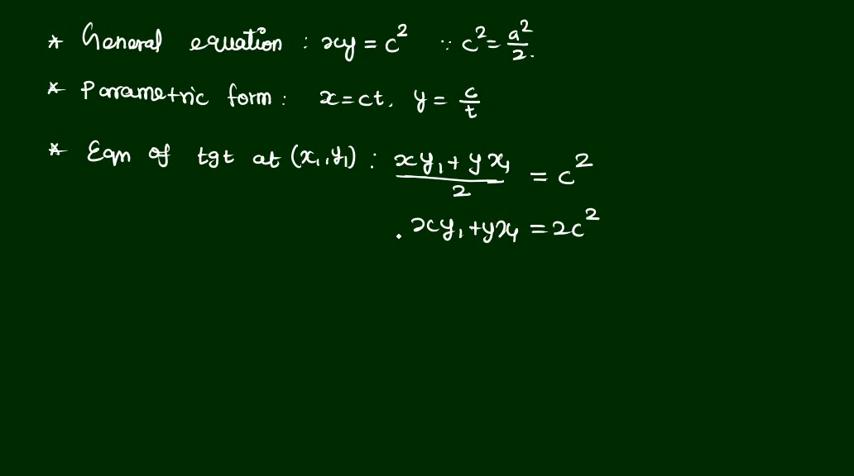 * General equation : xy = c² ∵ c² = a²/2.
* Parametric form : x = ct, y = c/t
* Eqn of tgt at (x₁, y₁) : (xy₁ + yx₁)/2 = c²
. xy₁ + yx₁ = 2c²